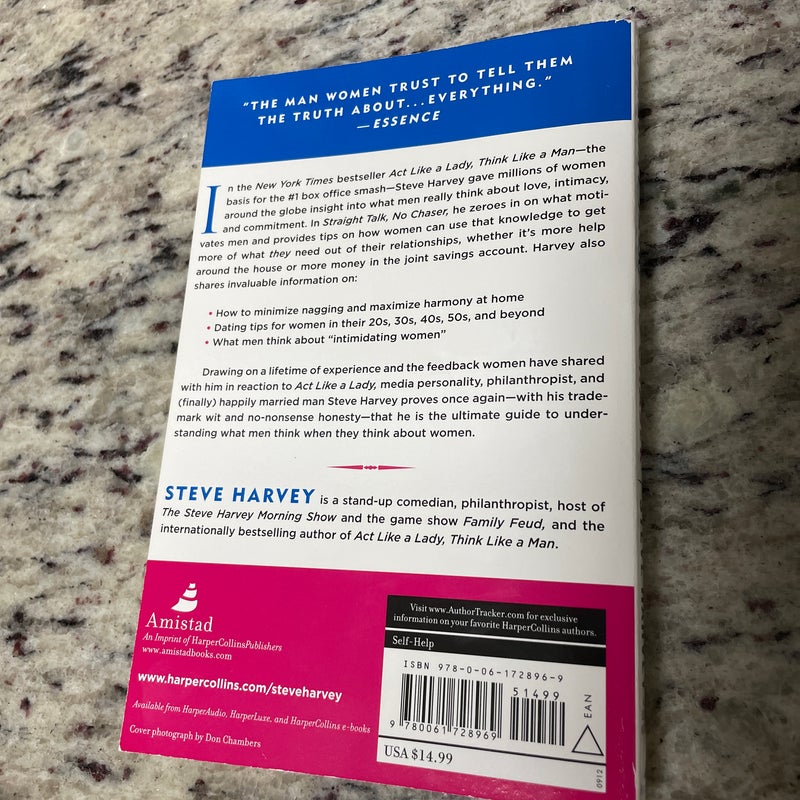 "THE MAN WOMEN TRUST TO TELL THEM
THE TRUTH ABOUT...EVERYTHING."
—ESSENCE
In the New York Times bestseller Act Like a Lady, Think Like a Man—the
basis for the #1 box office smash—Steve Harvey gave millions of women
around the globe insight into what men really think about love, intimacy,
and commitment. In Straight Talk, No Chaser, he zeroes in on what moti-
vates men and provides tips on how women can use that knowledge to get
more of what they need out of their relationships, whether it's more help
around the house or more money in the joint savings account. Harvey also
shares invaluable information on:
• How to minimize nagging and maximize harmony at home
• Dating tips for women in their 20s, 30s, 40s, 50s, and beyond
• What men think about "intimidating women"
Drawing on a lifetime of experience and the feedback women have shared
with him in reaction to Act Like a Lady, media personality, philanthropist, and
(finally) happily married man Steve Harvey proves once again—with his trade-
mark wit and no-nonsense honesty—that he is the ultimate guide to under-
standing what men think when they think about women.
STEVE HARVEY is a stand-up comedian, philanthropist, host of
The Steve Harvey Morning Show and the game show Family Feud, and the
internationally bestselling author of Act Like a Lady, Think Like a Man.
Amistad
An Imprint of HarperCollinsPublishers
www.amistadbooks.com
www.harpercollins.com/steveharvey
Available from HarperAudio, HarperLuxe, and HarperCollins e-books
Cover photograph by Don Chambers
Visit www.AuthorTracker.com for exclusive
information on your favorite HarperCollins authors.
Self-Help
ISBN 978-0-06-172896-9
51499
9 780061 728969
EAN
USA $14.99
0912